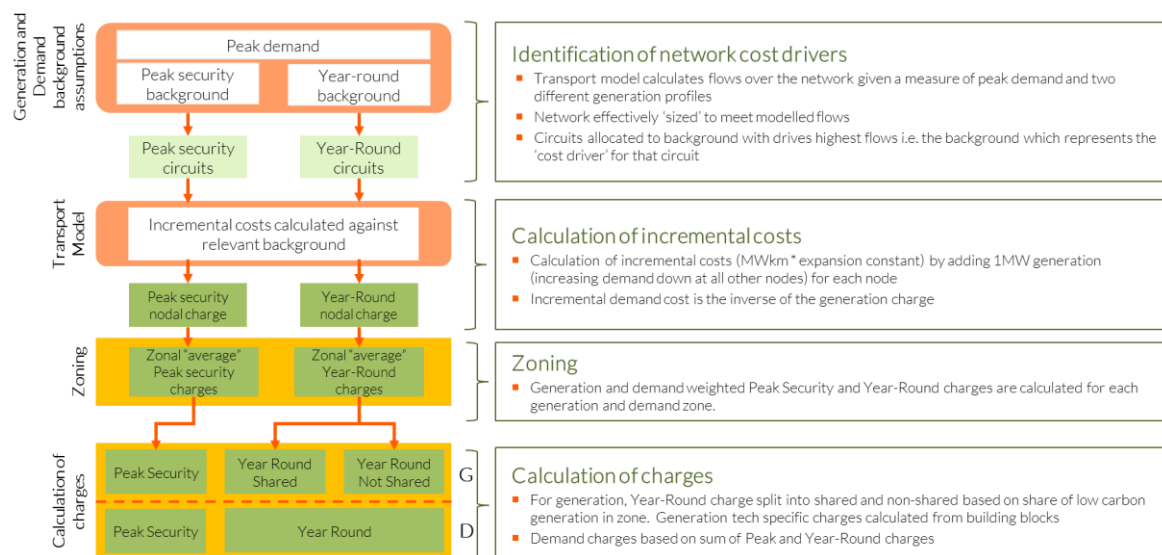 Generation and
Demand
background
assumptions
Peak demand
Peak security
background
Year-round
background
Peak security
circuits
Year-Round
circuits
Identification of network cost drivers
Transport model calculates flows over the network given a measure of peak demand and two
different generation profiles
Network effectively ‘sized’ to meet modelled flows
Circuits allocated to background with drives highest flows i.e. the background which represents the
‘cost driver’ for that circuit
Transport
Model
Incremental costs calculated against
relevant background
Peak security
nodal charge
Year-Round
nodal charge
Calculation of incremental costs
Calculation of incremental costs (MWkm * expansion constant) by adding 1MW generation
(increasing demand down at all other nodes) for each node
Incremental demand cost is the inverse of the generation charge
Zoning
Zonal “average”
Peak security
charges
Zonal “average”
Year-Round
charges
Zoning
Generation and demand weighted Peak Security and Year-Round charges are calculated for each
generation and demand zone.
Calculation of
charges
Peak Security
Year Round
Shared
Year Round
Not Shared
G
Peak Security
Year Round
D
Calculation of charges
For generation, Year-Round charge split into shared and non-shared based on share of low carbon
generation in zone. Generation tech specific charges calculated from building blocks
Demand charges based on sum of Peak and Year-Round charges